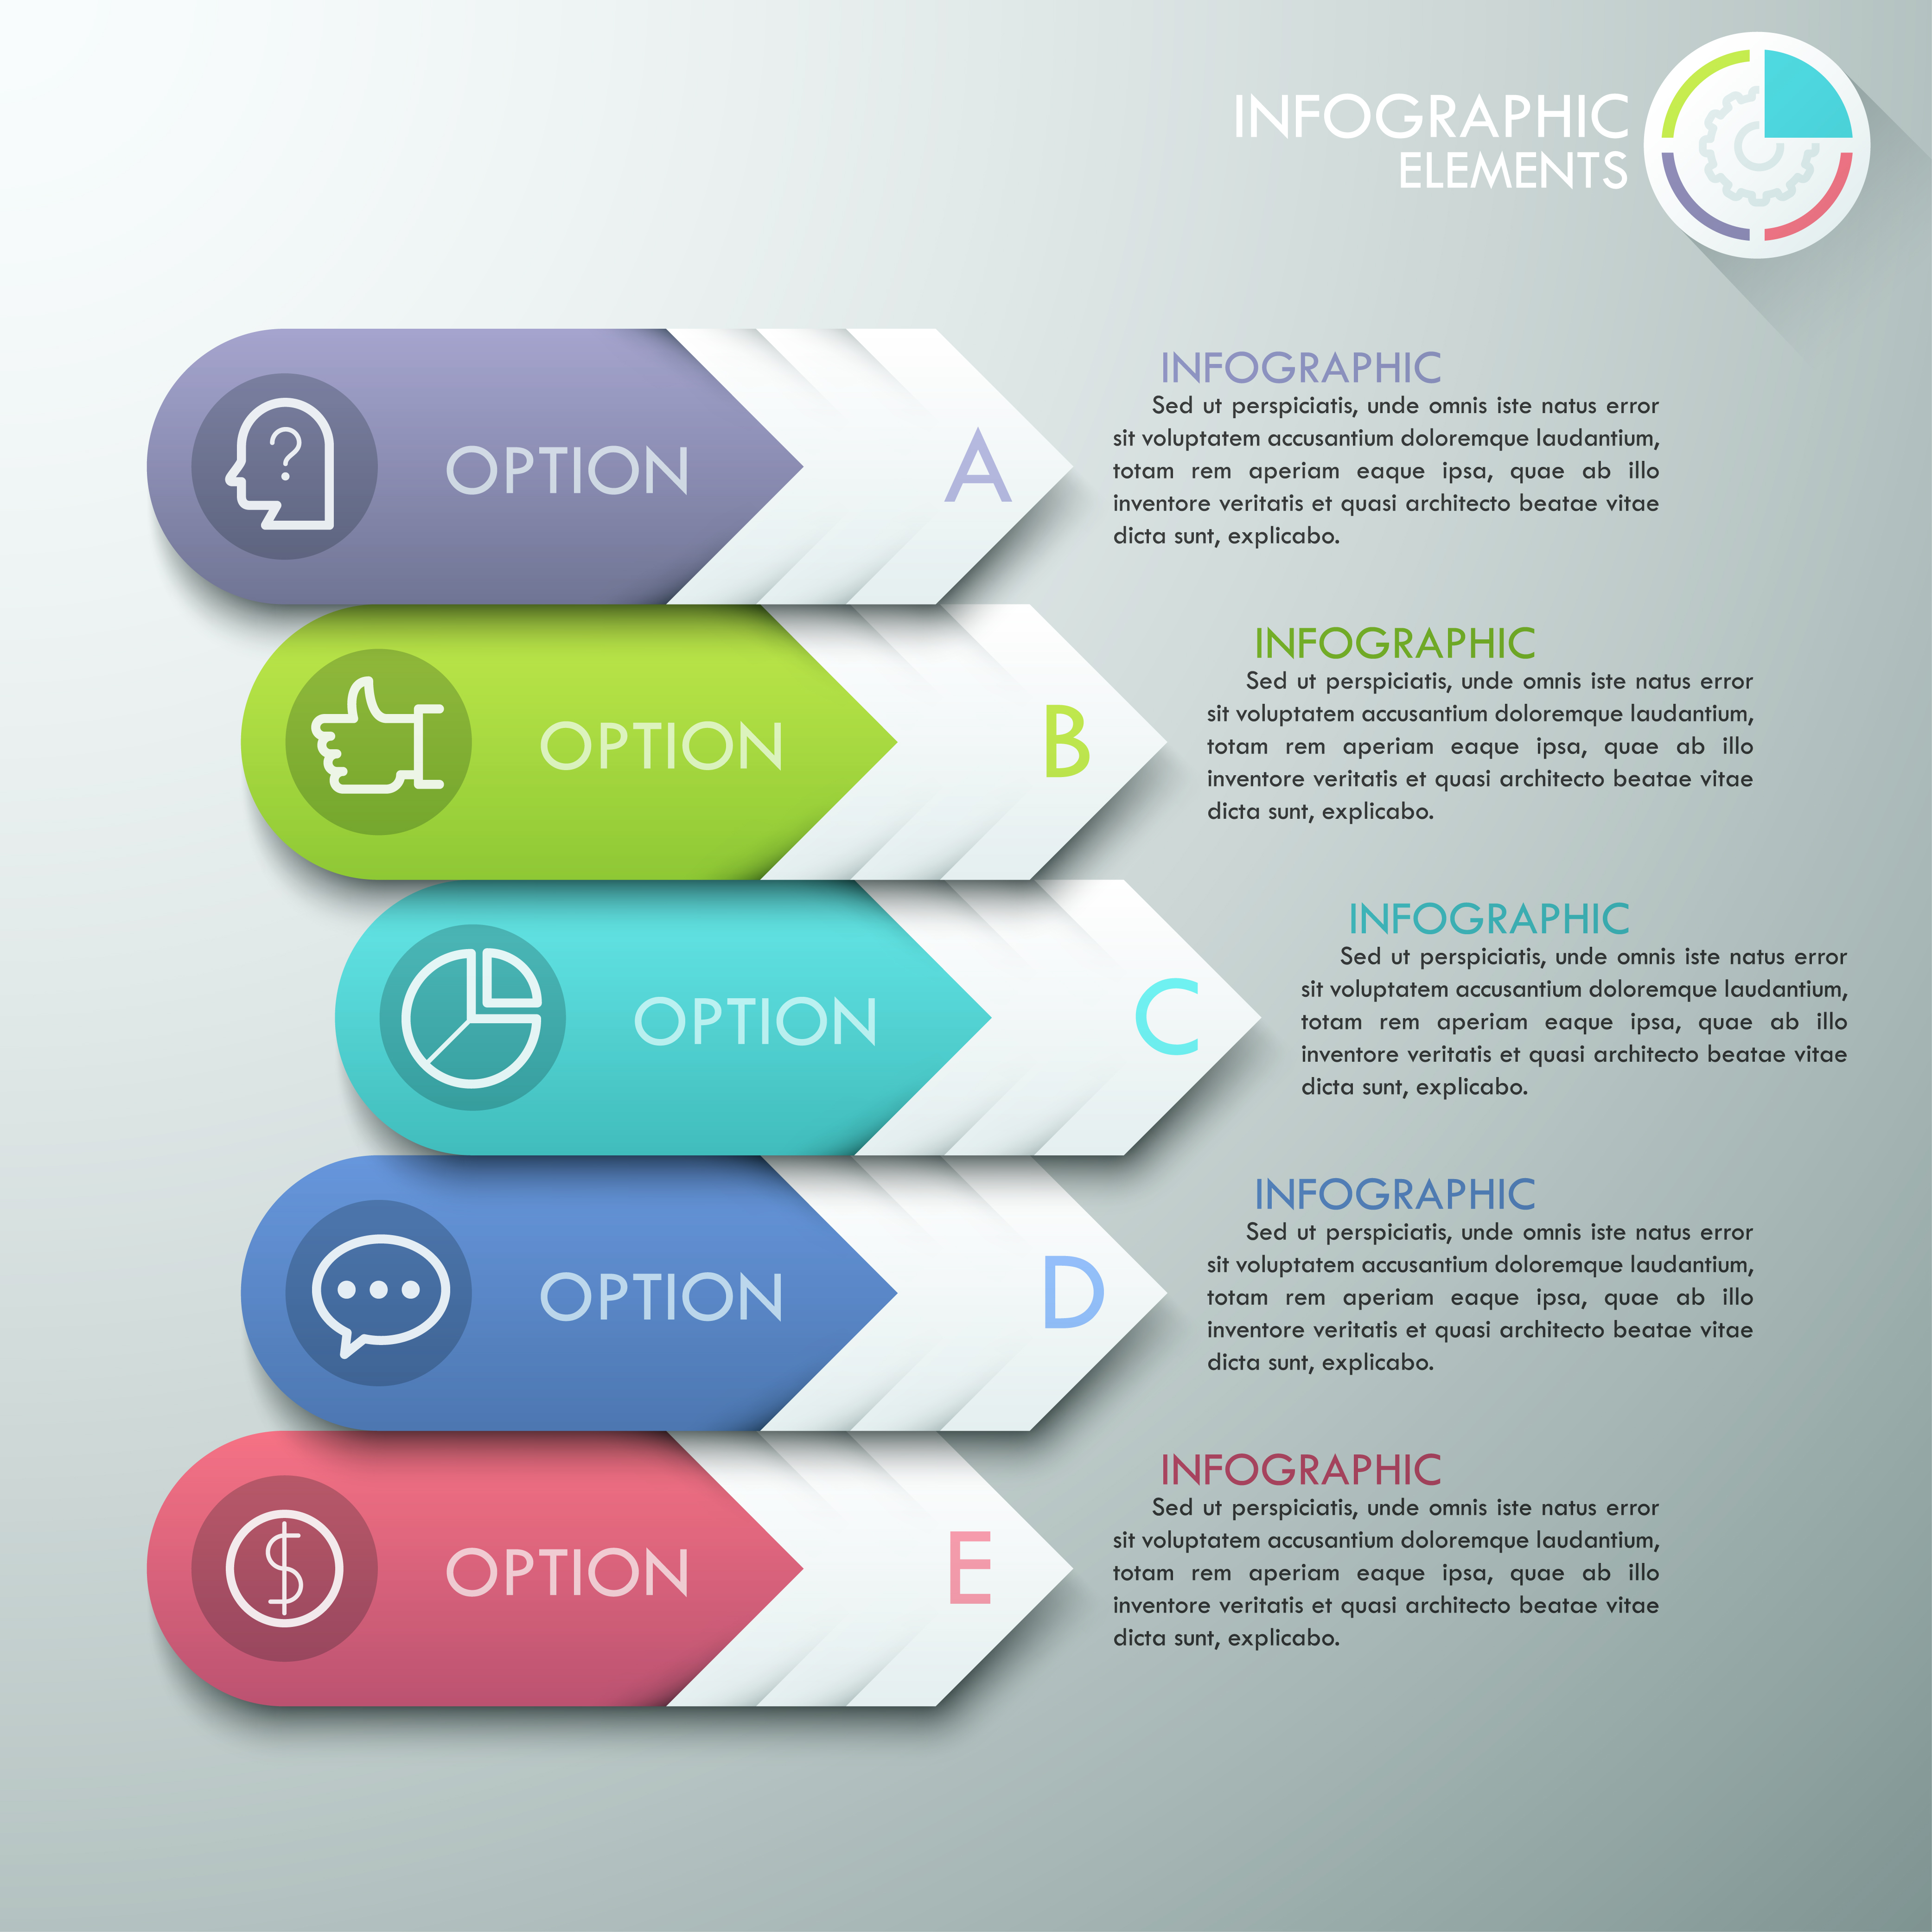 INFOGRAPHIC
ELEMENTS
OPTION
A
INFOGRAPHIC
Sed ut perspiciatis, unde omnis iste natus error
sit voluptatem accusantium doloremque laudantium,
totam rem aperiam eaque ipsa, quae ab illo
inventore veritatis et quasi architecto beatae vitae
dicta sunt, explicabo.
OPTION
B
INFOGRAPHIC
Sed ut perspiciatis, unde omnis iste natus error
sit voluptatem accusantium doloremque laudantium,
totam rem aperiam eaque ipsa, quae ab illo
inventore veritatis et quasi architecto beatae vitae
dicta sunt, explicabo.
OPTION
C
INFOGRAPHIC
Sed ut perspiciatis, unde omnis iste natus error
sit voluptatem accusantium doloremque laudantium,
totam rem aperiam eaque ipsa, quae ab illo
inventore veritatis et quasi architecto beatae vitae
dicta sunt, explicabo.
OPTION
D
INFOGRAPHIC
Sed ut perspiciatis, unde omnis iste natus error
sit voluptatem accusantium doloremque laudantium,
totam rem aperiam eaque ipsa, quae ab illo
inventore veritatis et quasi architecto beatae vitae
dicta sunt, explicabo.
OPTION
E
INFOGRAPHIC
Sed ut perspiciatis, unde omnis iste natus error
sit voluptatem accusantium doloremque laudantium,
totam rem aperiam eaque ipsa, quae ab illo
inventore veritatis et quasi architecto beatae vitae
dicta sunt, explicabo.